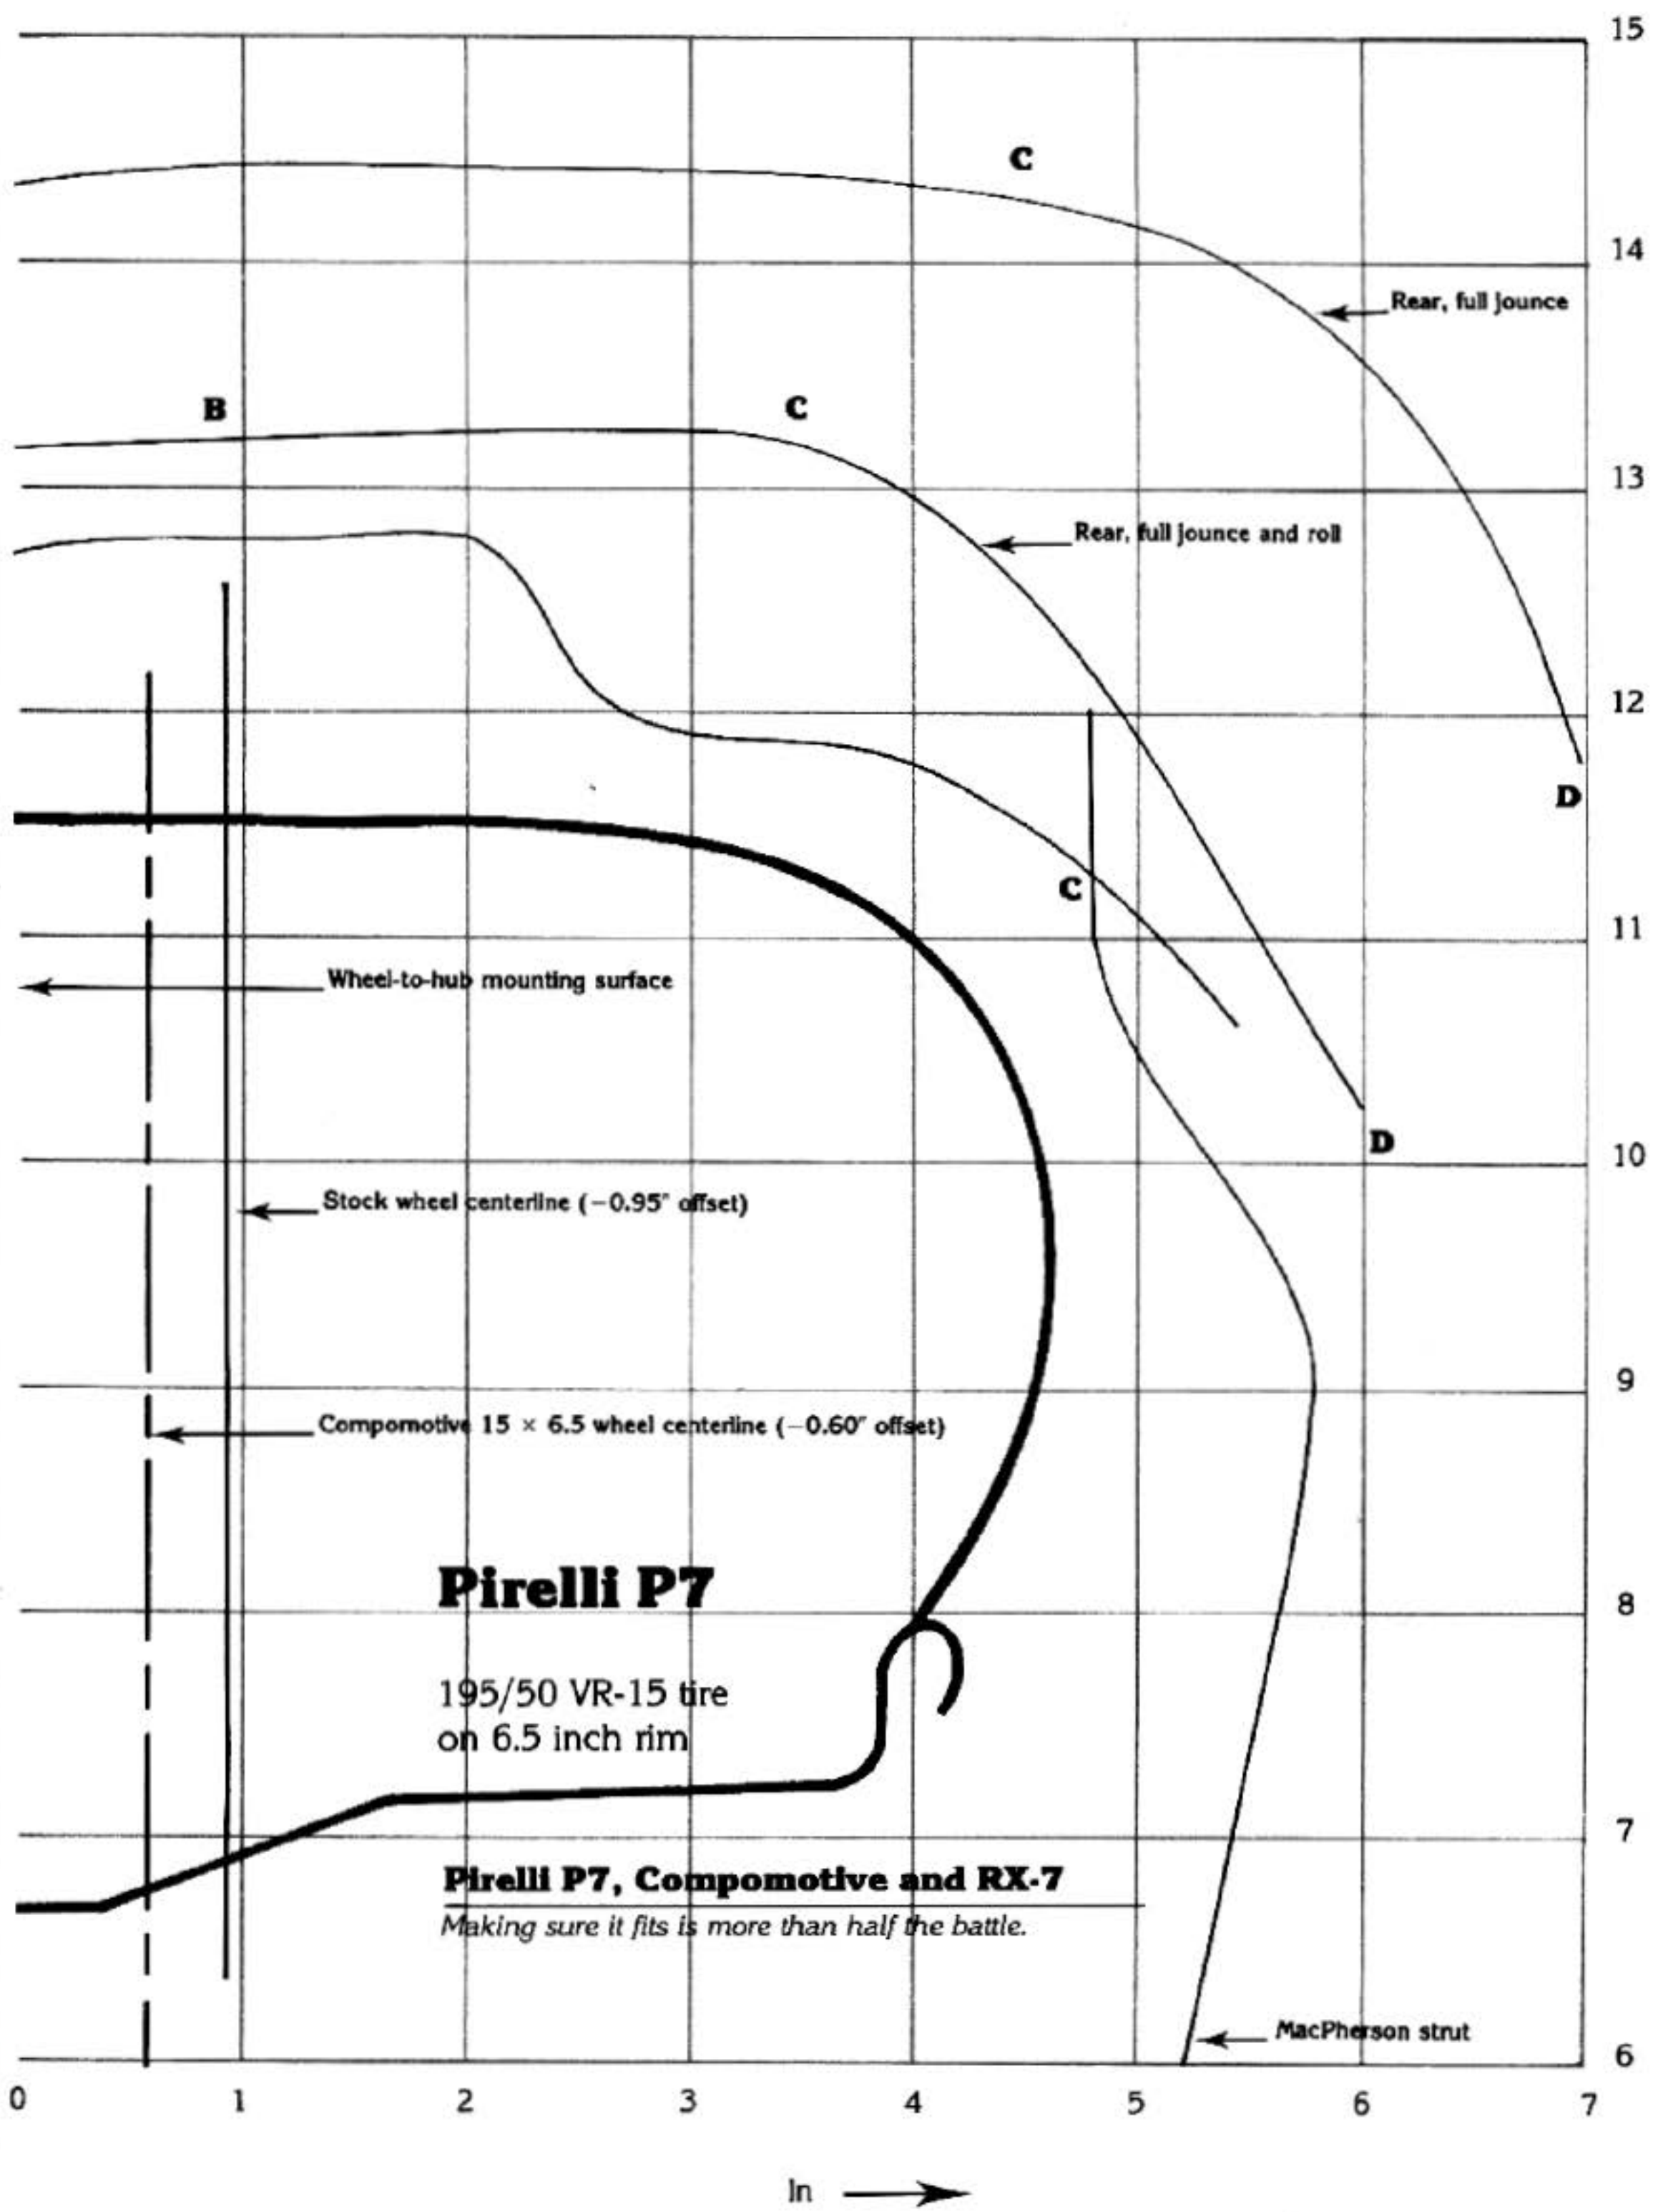 15
C
14
Rear, full jounce
B
C
13
Rear, full jounce and roll
12
D
C
11
Wheel-to-hub mounting surface
D
10
Stock wheel centerline (−0.95" offset)
9
Compomotive 15 × 6.5 wheel centerline (−0.60" offset)
Pirelli P7
8
195/50 VR-15 tire
on 6.5 inch rim
7
Pirelli P7, Compomotive and RX-7
Making sure it fits is more than half the battle.
MacPherson strut
6
0 1 2 3 4 5 6 7
In